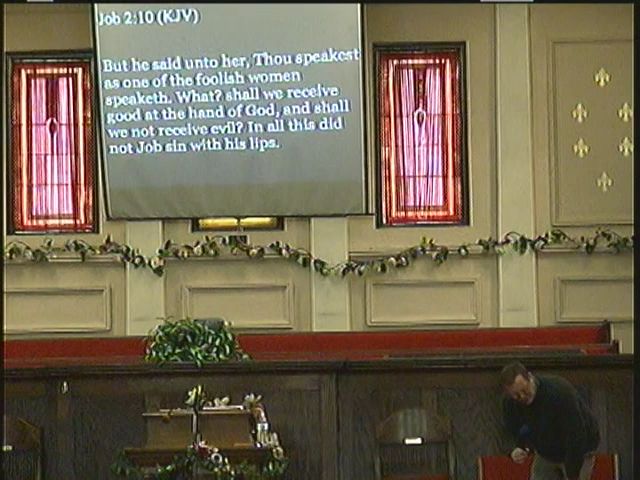 Job 2:10 (KJV)
But he said unto her, Thou speakest
as one of the foolish women
speaketh. What? shall we receive
good at the hand of God, and shall
we not receive evil? In all this did
not Job sin with his lips.